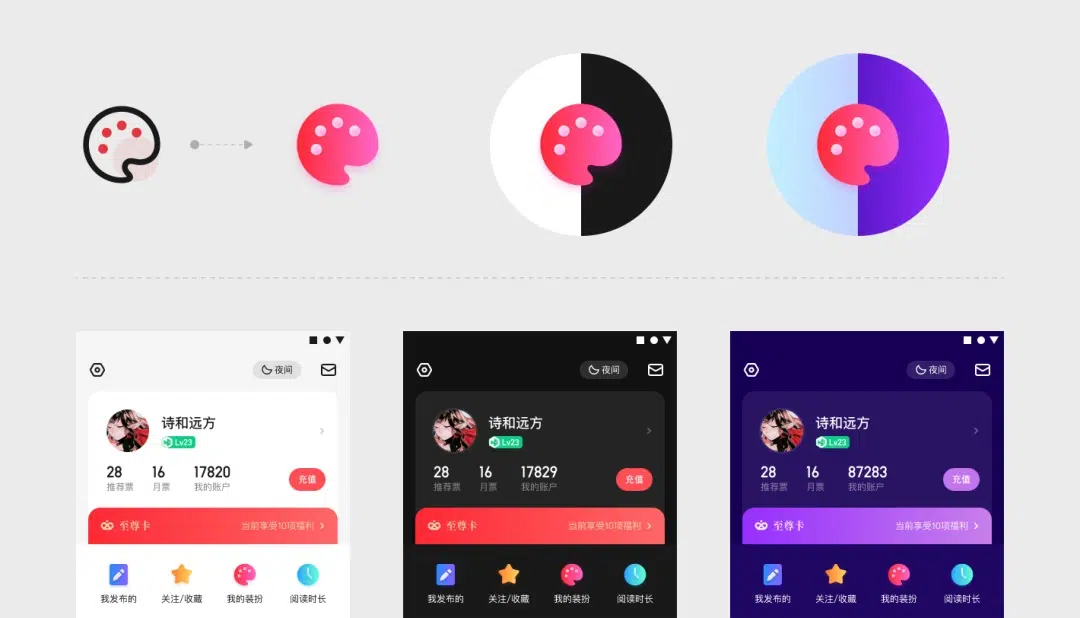 夜间
诗和远方
Lv23
28 16 17820
推荐票 月票 我的账户
充值
至尊卡 当前享受10项福利
我发布的 关注/收藏 我的装扮 阅读时长
夜间
诗和远方
Lv23
28 16 17829
推荐票 月票 我的账户
充值
至尊卡 当前享受10项福利
我发布的 关注/收藏 我的装扮 阅读时长
夜间
诗和远方
Lv23
28 16 87283
推荐票 月票 我的账户
充值
至尊卡 当前享受10项福利
我发布的 关注/收藏 我的装扮 阅读时长